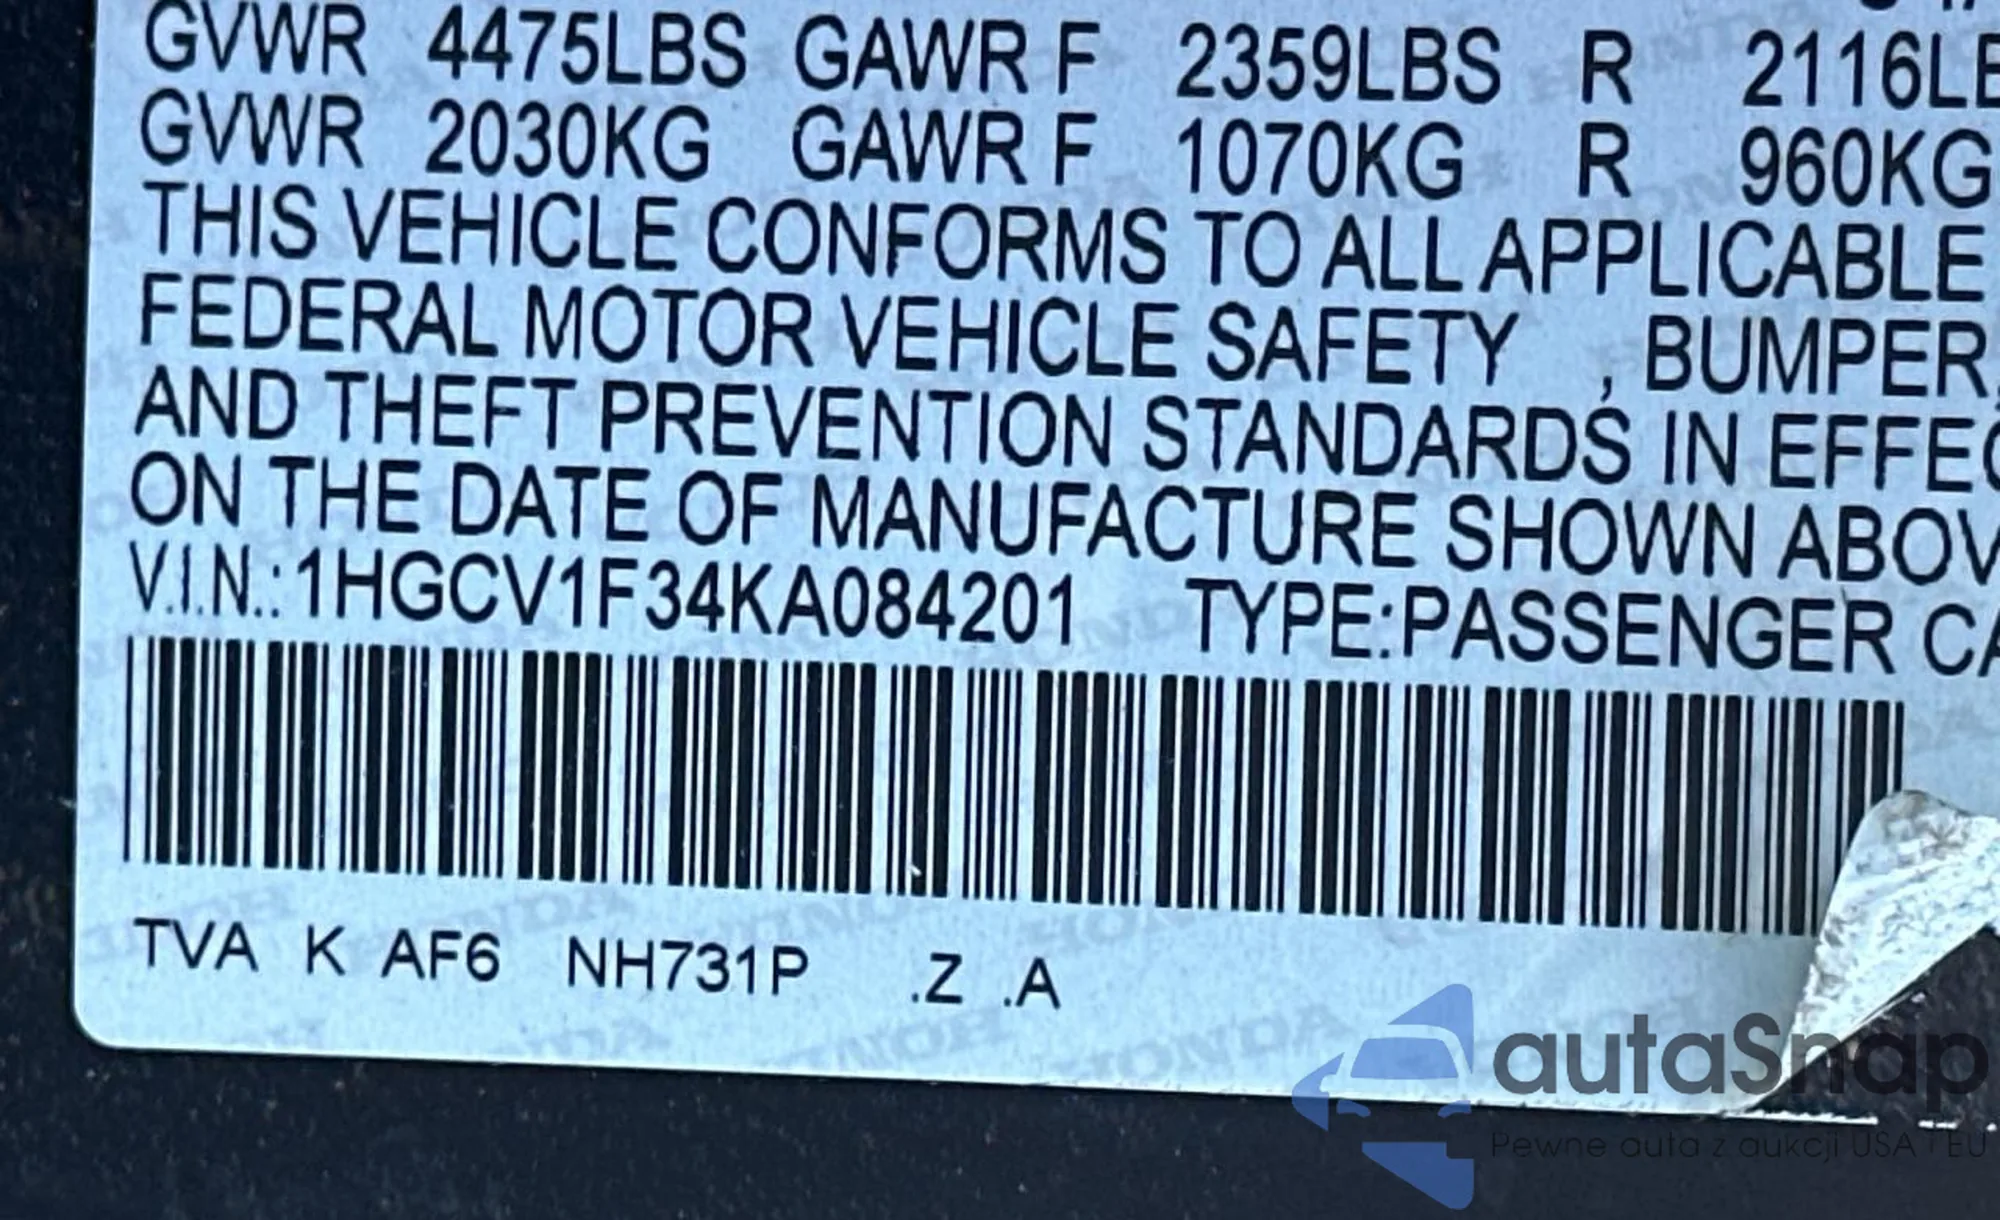 GVWR 4475LBS GAWR F 2359LBS R 2116LB
GVWR 2030KG GAWR F 1070KG R 960KG
THIS VEHICLE CONFORMS TO ALL APPLICABLE
FEDERAL MOTOR VEHICLE SAFETY , BUMPER,
AND THEFT PREVENTION STANDARDS IN EFFEC
ON THE DATE OF MANUFACTURE SHOWN ABOV
V.I.N.:1HGCV1F34KA084201 TYPE:PASSENGER CA
TVA K AF6 NH731P .Z .A
autaSnap
Pewne auta z aukcji USA i EU